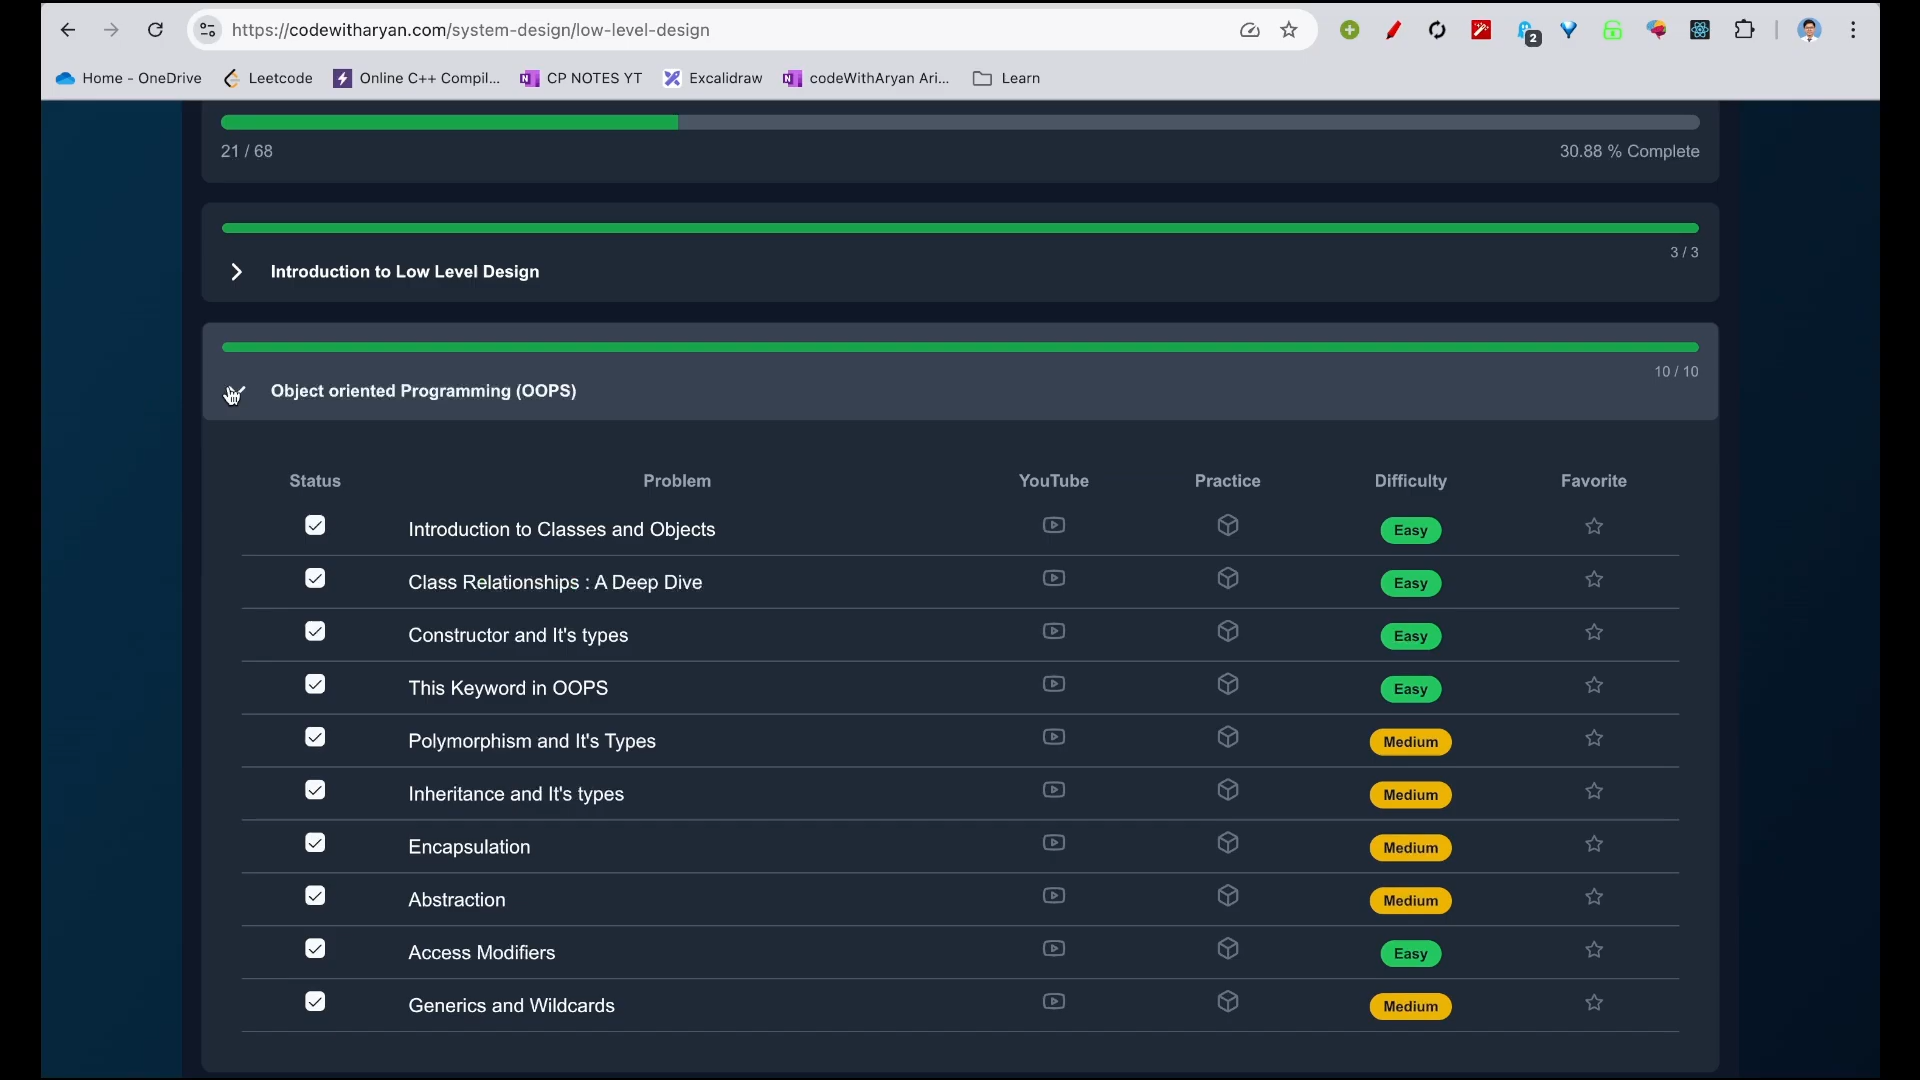 https://codewitharyan.com/system-design/low-level-design
2
Home - OneDrive Leetcode Online C++ Compil... CP NOTES YT Excalidraw codeWithAryan Ari... Learn
21 / 68 30.88 % Complete
3 / 3
Introduction to Low Level Design
10 / 10
Object oriented Programming (OOPS)
Status Problem YouTube Practice Difficulty Favorite
Introduction to Classes and Objects Easy
Class Relationships : A Deep Dive Easy
Constructor and It's types Easy
This Keyword in OOPS Easy
Polymorphism and It's Types Medium
Inheritance and It's types Medium
Encapsulation Medium
Abstraction Medium
Access Modifiers Easy
Generics and Wildcards Medium